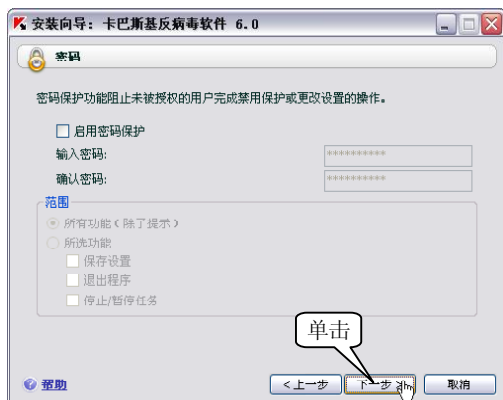 安装向导：卡巴斯基反病毒软件 6.0
密码
密码保护功能阻止未被授权的用户完成禁用保护或更改设置的操作。
启用密码保护
输入密码:
**********
确认密码:
**********
范围
所有功能（除了提示）
所选功能
保存设置
退出程序
停止/暂停任务
单击
帮助
<上一步
下一步 >
取消